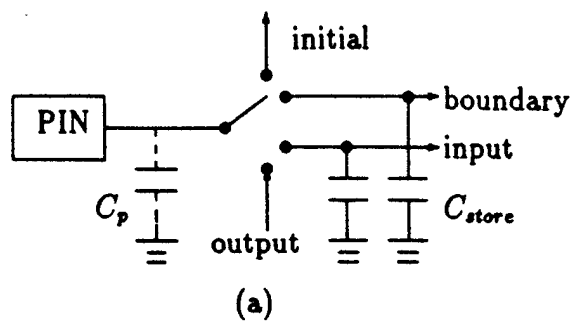 initial
PIN
boundary
input
C_p
C_store
output
(a)